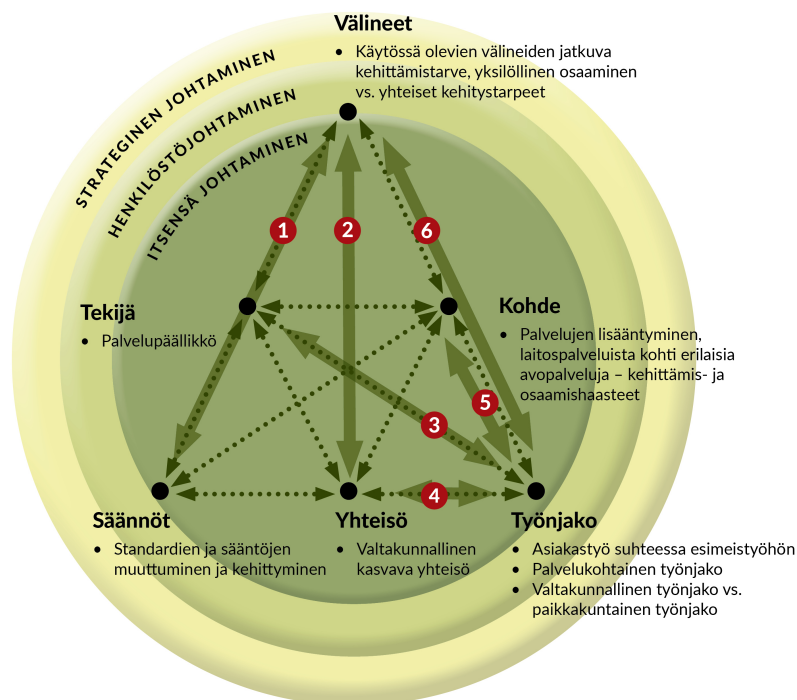 Välineet
• Käytössä olevien välineiden jatkuva
kehittämistarve, yksilöllinen osaaminen
vs. yhteiset kehitystarpeet
STRATEGINEN JOHTAMINEN
HENKILÖSTÖJOHTAMINEN
ITSENSÄ JOHTAMINEN
1
2
6
Tekijä
• Palvelupäällikkö
Kohde
• Palvelujen lisääntyminen,
laitospalveluista kohti erilaisia
avopalveluja – kehittämis- ja
osaamishaasteet
5
3
4
Säännöt
• Standardien ja sääntöjen
muuttuminen ja kehittyminen
Yhteisö
• Valtakunnallinen
kasvava yhteisö
Työnjako
• Asiakastyö suhteessa esimeistyöhön
• Palvelukohtainen työnjako
• Valtakunnallinen työnjako vs.
paikkakuntainen työnjako